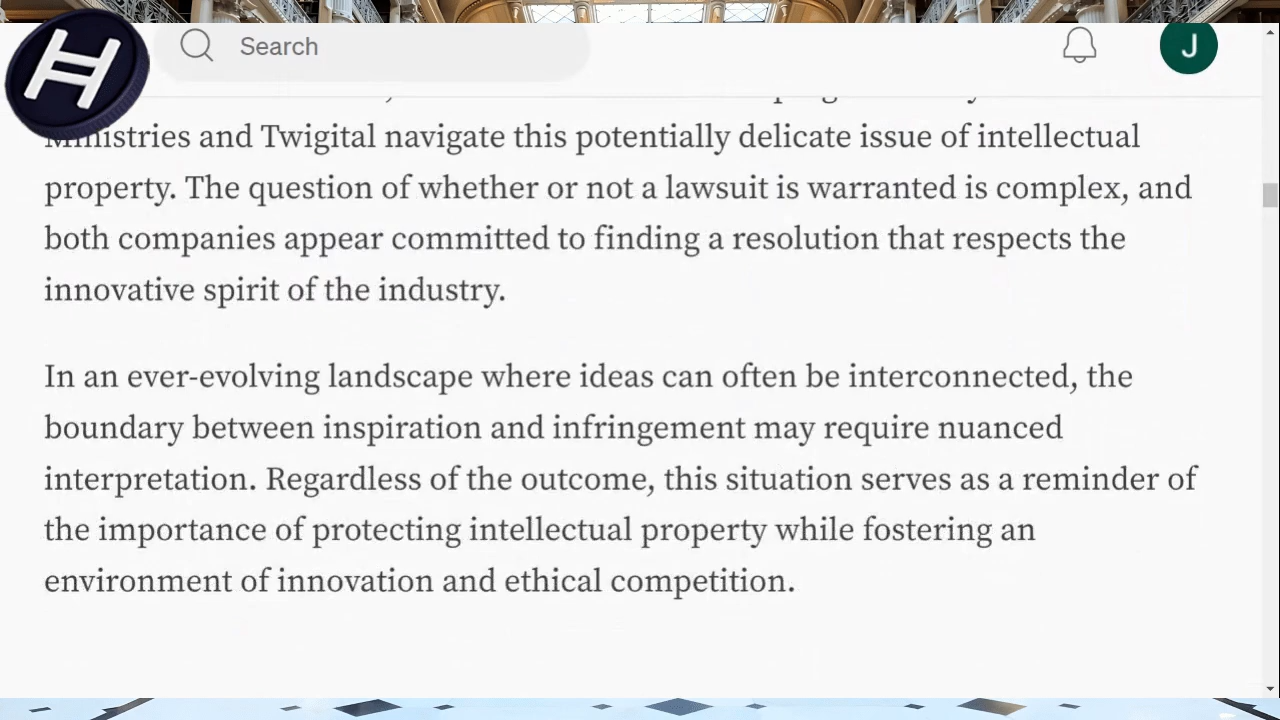 Search
J
Ministries and Twigital navigate this potentially delicate issue of intellectual
property. The question of whether or not a lawsuit is warranted is complex, and
both companies appear committed to finding a resolution that respects the
innovative spirit of the industry.
In an ever-evolving landscape where ideas can often be interconnected, the
boundary between inspiration and infringement may require nuanced
interpretation. Regardless of the outcome, this situation serves as a reminder of
the importance of protecting intellectual property while fostering an
environment of innovation and ethical competition.